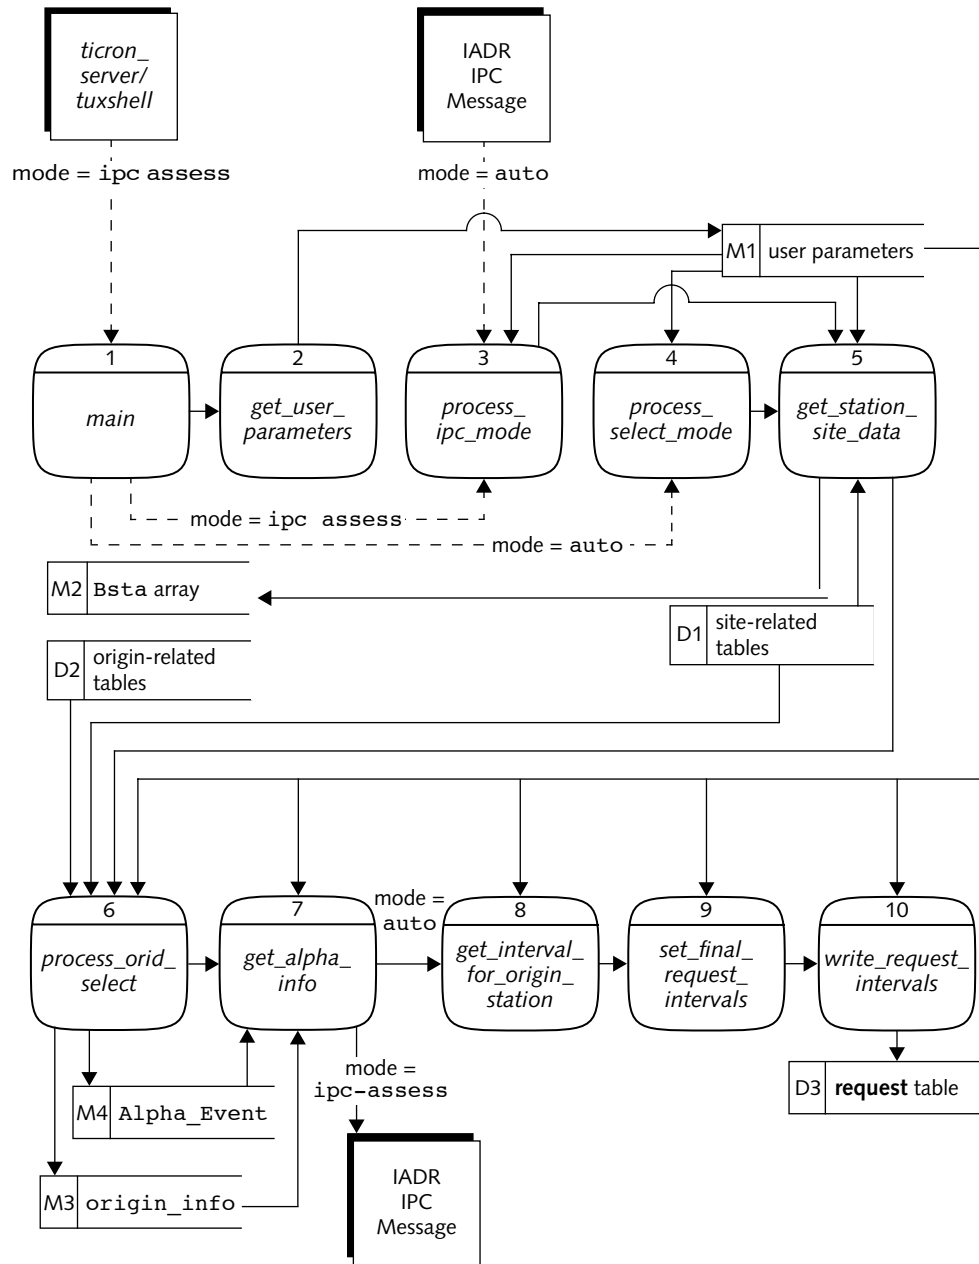 ticron_
server/
tuxshell
IADR
IPC
Message
mode = ipc assess
mode = auto
M1 user parameters
1
main
2
get_user_
parameters
3
process_
ipc_mode
4
process_
select_mode
5
get_station_
site_data
mode = ipc assess
mode = auto
M2 Bsta array
D1 site-related
tables
D2 origin-related
tables
6
process_orid_
select
7
get_alpha_
info
mode =
auto
8
get_interval_
for_origin_
station
9
set_final_
request_
intervals
10
write_request_
intervals
mode =
ipc-assess
D3 request table
M4 Alpha_Event
M3 origin_info
IADR
IPC
Message